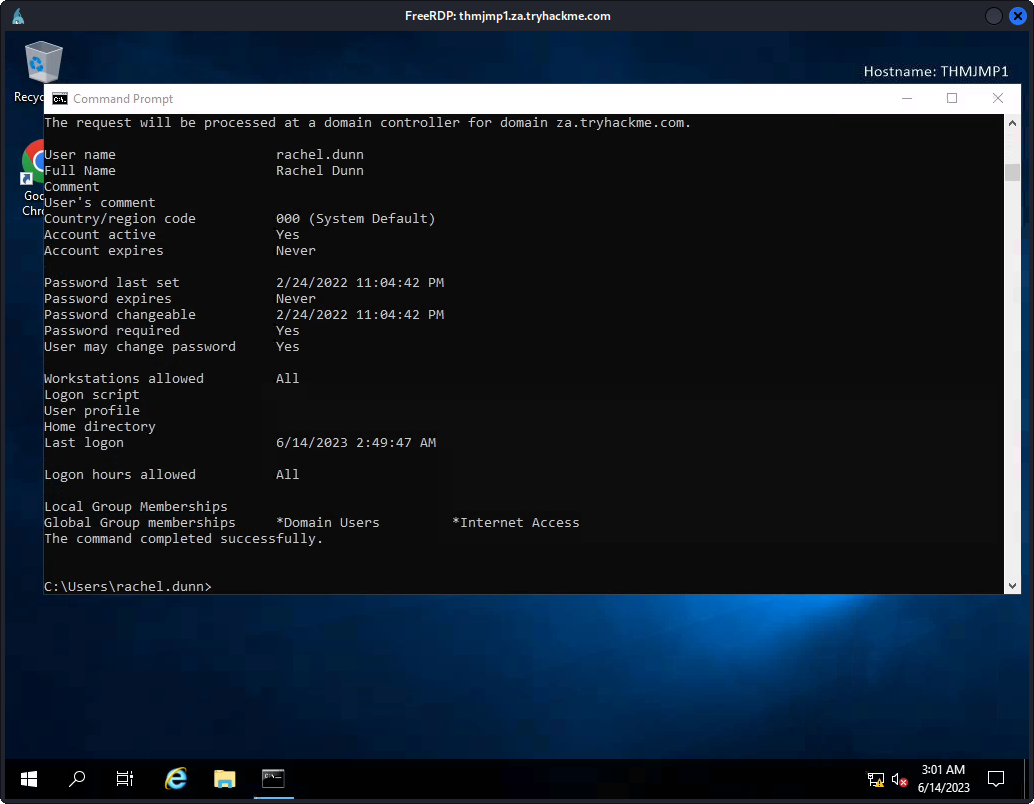 FreeRDP: thmjmp1.za.tryhackme.com
Hostname: THMJMP1
Recyc
Command Prompt
The request will be processed at a domain controller for domain za.tryhackme.com.
User name rachel.dunn
Full Name Rachel Dunn
Comment
User's comment
Country/region code 000 (System Default)
Account active Yes
Account expires Never
Password last set 2/24/2022 11:04:42 PM
Password expires Never
Password changeable 2/24/2022 11:04:42 PM
Password required Yes
User may change password Yes
Workstations allowed All
Logon script
User profile
Home directory
Last logon 6/14/2023 2:49:47 AM
Logon hours allowed All
Local Group Memberships
Global Group memberships *Domain Users *Internet Access
The command completed successfully.
C:\Users\rachel.dunn>
Goo
Chro
3:01 AM
6/14/2023